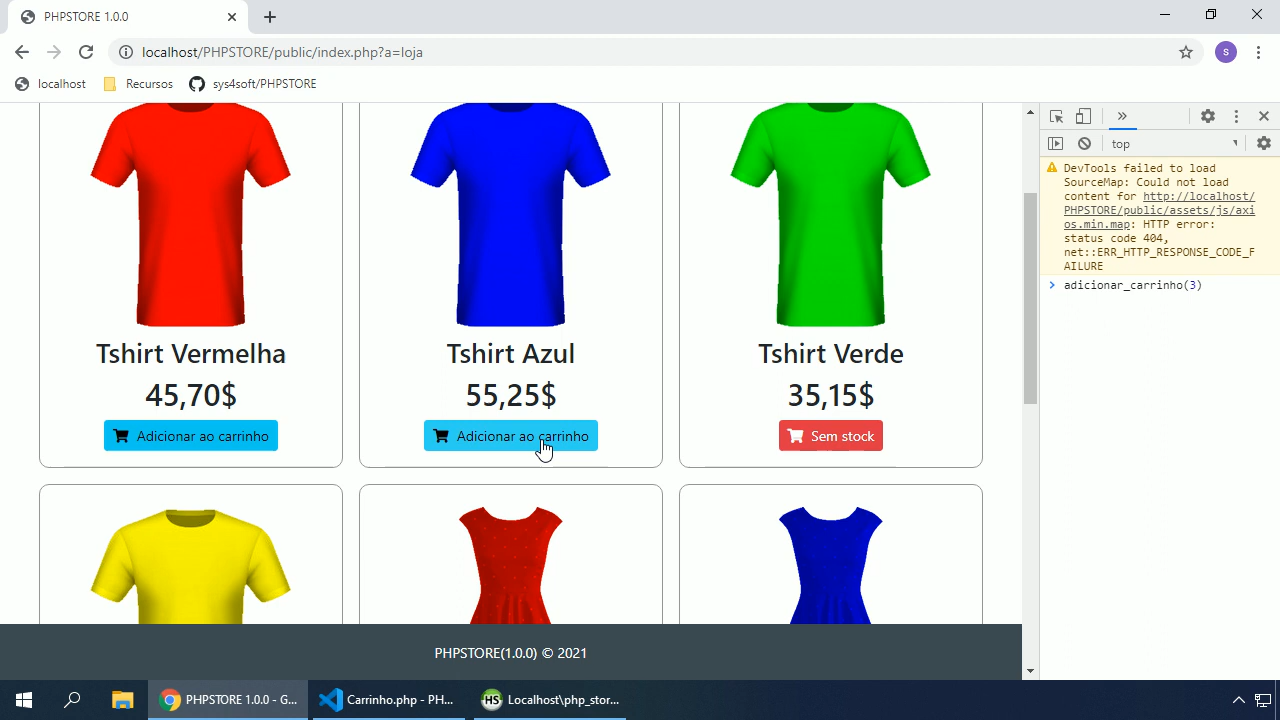 PHPSTORE 1.0.0
localhost/PHPSTORE/public/index.php?a=loja
S
localhost
Recursos
sys4soft/PHPSTORE
top
DevTools failed to load
SourceMap: Could not load
content for http://localhost/
PHPSTORE/public/assets/js/axi
os.min.map: HTTP error:
status code 404,
net::ERR_HTTP_RESPONSE_CODE_F
AILURE
adicionar_carrinho(3)
Tshirt Vermelha
45,70$
Adicionar ao carrinho
Tshirt Azul
55,25$
Adicionar ao carrinho
Tshirt Verde
35,15$
Sem stock
PHPSTORE(1.0.0) © 2021
PHPSTORE 1.0.0 - G...
Carrinho.php - PH...
HS
Localhost\php_stor...